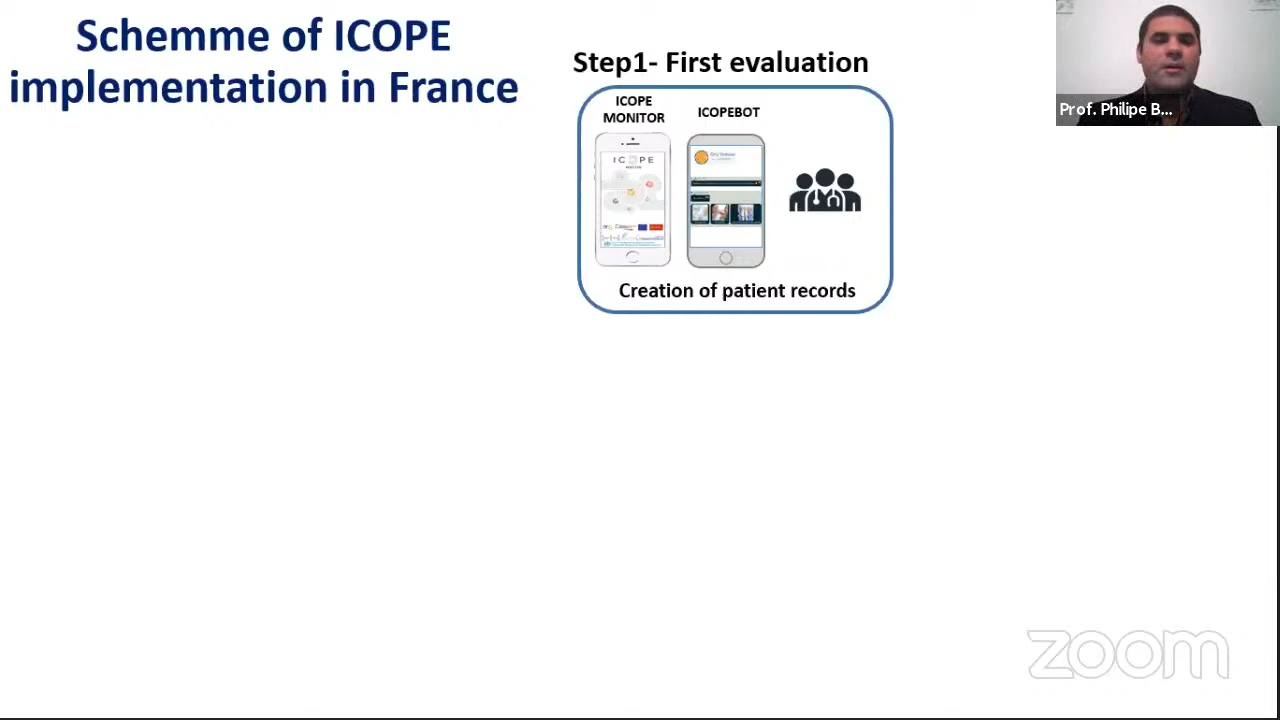 Schemme of ICOPE
implementation in France
Step1- First evaluation
ICOPE
MONITOR
ICOPEBOT
ICOPE
Creation of patient records
Prof. Philipe B...
zoom